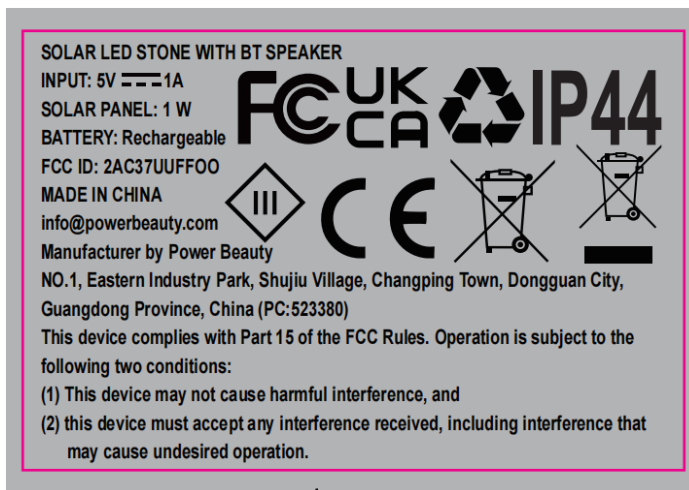 SOLAR LED STONE WITH BT SPEAKER
INPUT: 5V 1A
SOLAR PANEL: 1 W
BATTERY: Rechargeable
FCC ID: 2AC37UUFFOO
MADE IN CHINA
info@powerbeauty.com
Manufacturer by Power Beauty
FC
UK
CA
IP44
III
CE
NO.1, Eastern Industry Park, Shujiu Village, Changping Town, Dongguan City,
Guangdong Province, China (PC:523380)
This device complies with Part 15 of the FCC Rules. Operation is subject to the
following two conditions:
(1) This device may not cause harmful interference, and
(2) this device must accept any interference received, including interference that
may cause undesired operation.